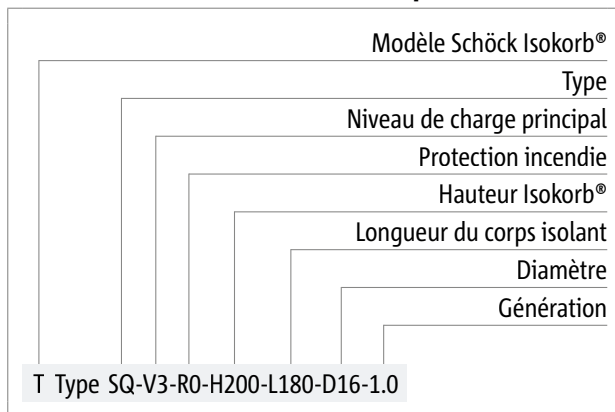 Modèle Schöck Isokorb®
Type
Niveau de charge principal
Protection incendie
Hauteur Isokorb®
Longueur du corps isolant
Diamètre
Génération
T Type SQ-V3-R0-H200-L180-D16-1.0